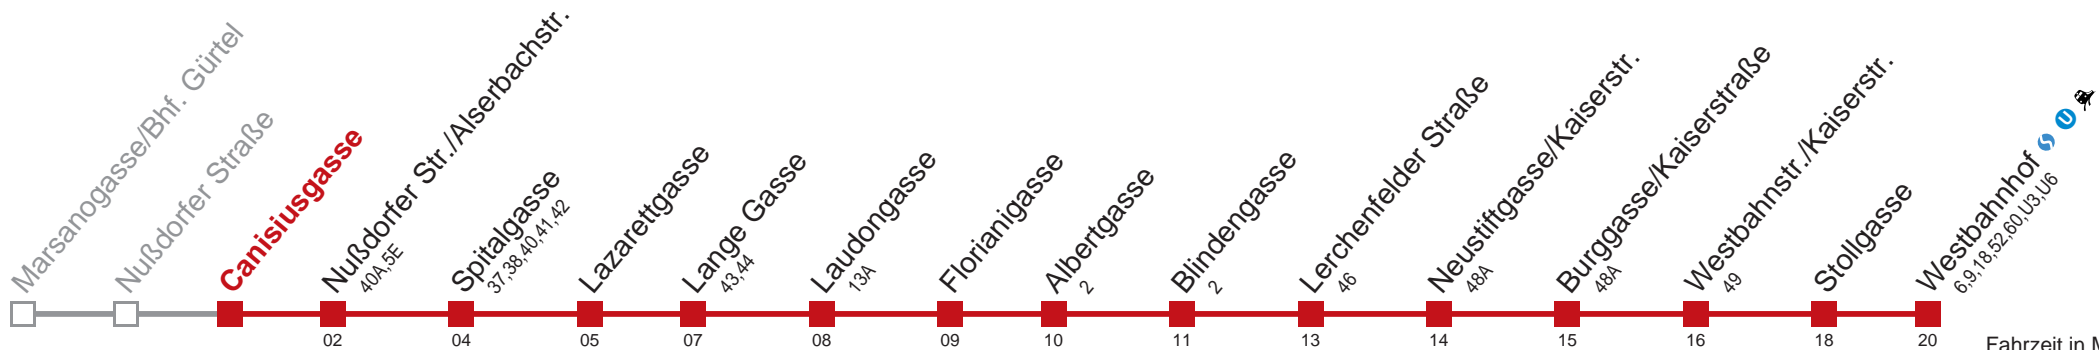 Marsanogasse/Bhf. Gürtel
Nußdorfer Straße
Canisiusgasse
Nußdorfer Str./Alserbachstr.
40A,5E
Spitalgasse
37,38,40,41,42
Lazarettgasse
Lange Gasse
43,44
Laudongasse
13A
Florianigasse
Albertgasse
2
Blindengasse
2
Lerchenfelder Straße
46
Neustiftgasse/Kaiserstr.
48A
Burggasse/Kaiserstraße
48A
Westbahnstr./Kaiserstr.
49
Stollgasse
Westbahnhof S U
6,9,18,52,60,U3,U6
02 04 05 07 08 09 10 11 13 14 15 16 18 20
Fahrzeit in M